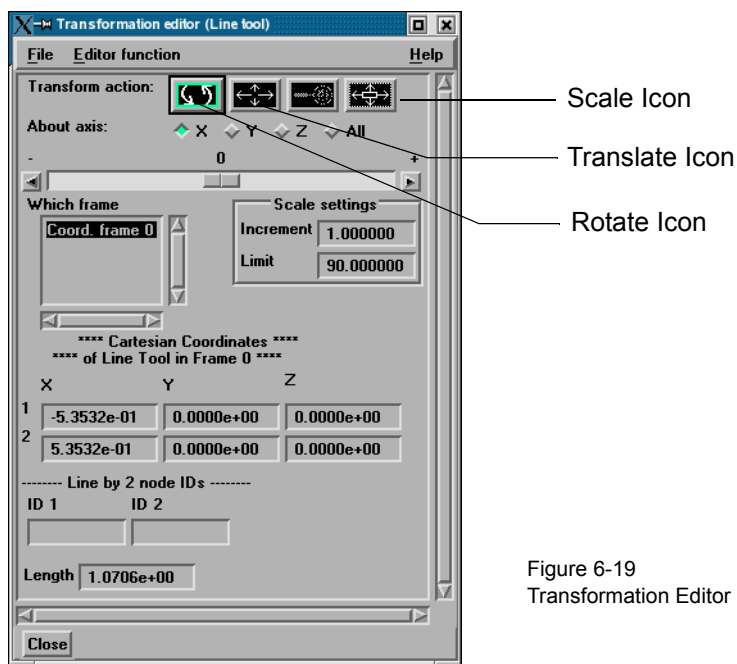 Transformation editor (Line tool)
File Editor function Help
Transform action:
Scale Icon
About axis: X Y Z All
- 0 +
Translate Icon
Which frame
Scale settings
Rotate Icon
Coord. frame 0
Increment 1.000000
Limit 90.000000
**** Cartesian Coordinates ****
**** of Line Tool in Frame 0 ****
X Y Z
1 -5.3532e-01 0.0000e+00 0.0000e+00
2 5.3532e-01 0.0000e+00 0.0000e+00
-------- Line by 2 node IDs --------
ID 1 ID 2
Length 1.0706e+00
Figure 6-19
Transformation Editor
Close